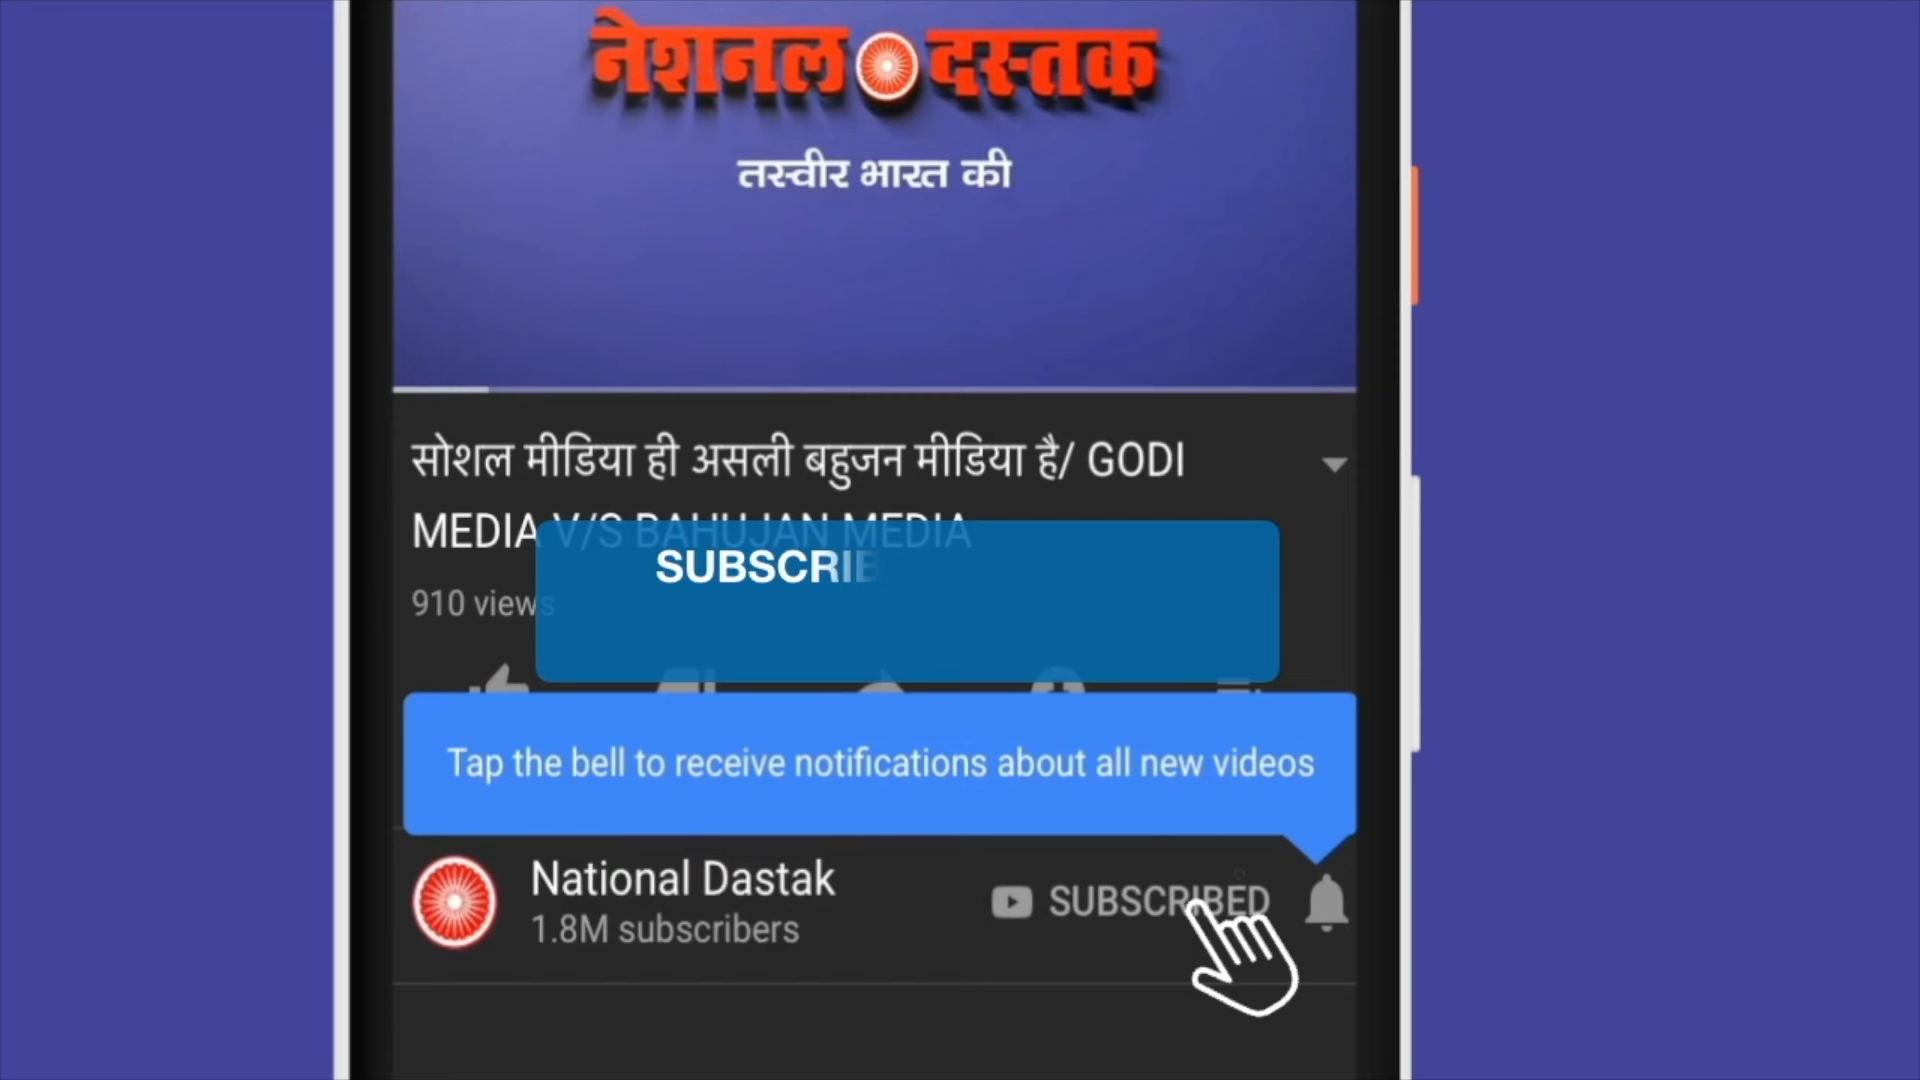 नेशनल दस्तक
तस्वीर भारत की
सोशल मीडिया ही असली बहुजन मीडिया है/ GODI
MEDIA V/S BAHUJAN MEDIA
SUBSCRIB
910 views
Tap the bell to receive notifications about all new videos
National Dastak
SUBSCRIBED
1.8M subscribers